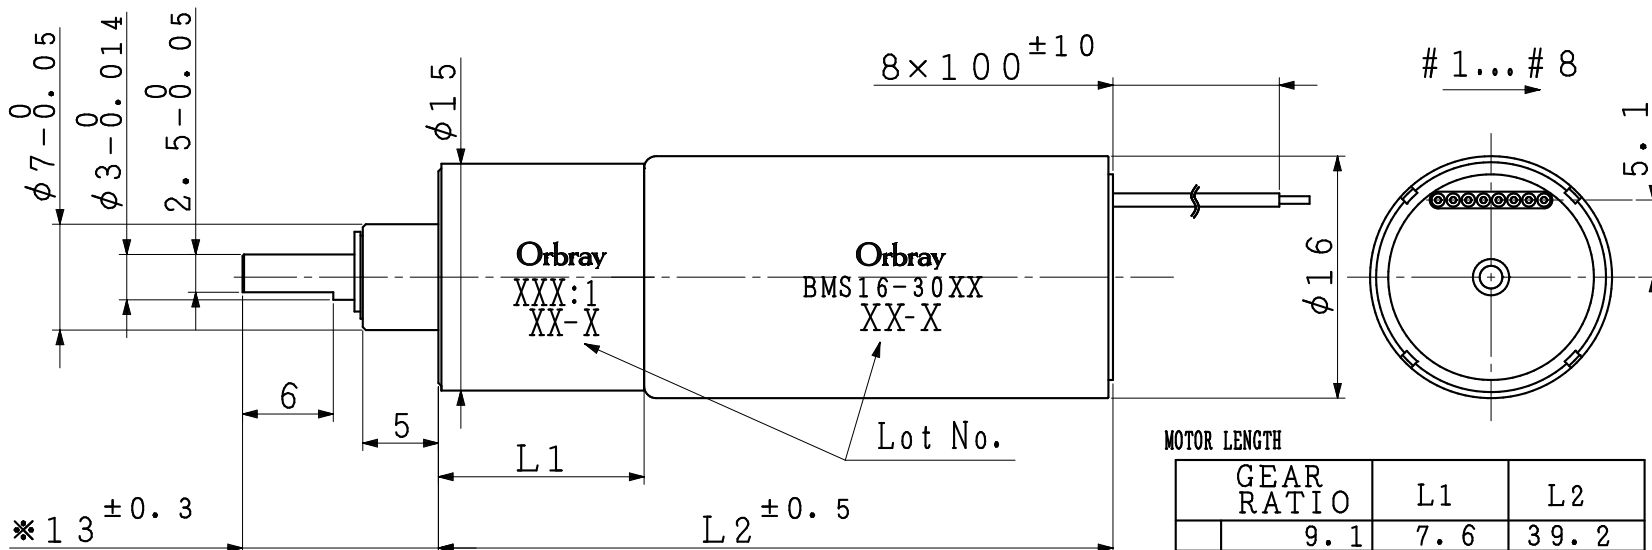 φ7-0.05
0
φ3-0.014
0
2.5-0.05
0
φ15
8×100±10
#1...#8
5.1
φ16
Orbray
XXX:1
XX-X
Orbray
BMS16-30XX
XX-X
6
5
L1
Lot No.
※13±0.3
L2±0.5
MOTOR LENGTH
GEAR RATIO L1 L2
9.1 7.6 39.2